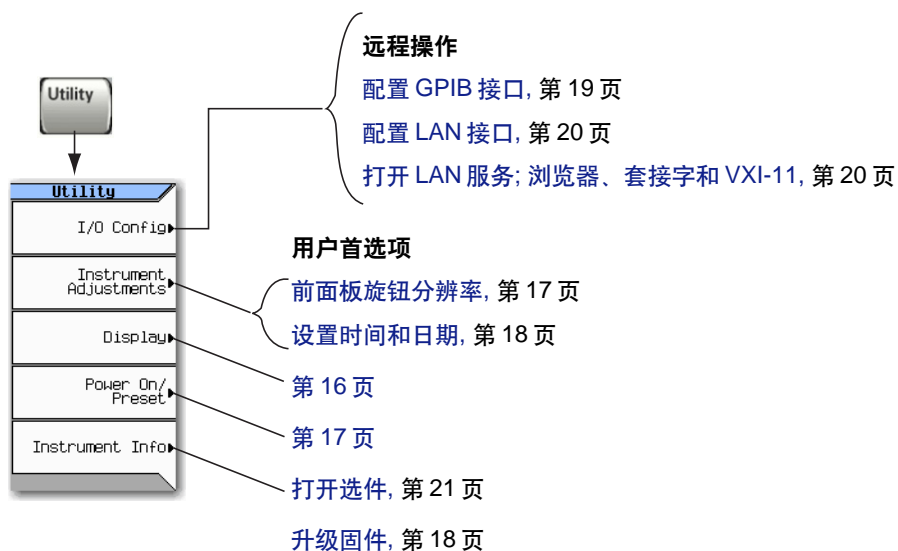 远程操作
配置 GPIB 接口, 第 19 页
配置 LAN 接口, 第 20 页
打开 LAN 服务; 浏览器、套接字和 VXI-11, 第 20 页
Utility
Utility
I/O Config
Instrument
Adjustments
Display
Power On/
Preset
Instrument Info
用户首选项
前面板旋钮分辨率, 第 17 页
设置时间和日期, 第 18 页
第 16 页
第 17 页
打开选件, 第 21 页
升级固件, 第 18 页